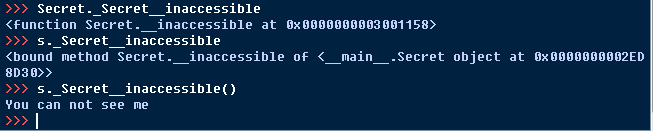 >>> Secret._Secret__inaccessible
<function Secret.__inaccessible at 0x0000000003001158>
>>> s._Secret__inaccessible
<bound method Secret.__inaccessible of <__main__.Secret object at 0x0000000002ED
8D30>>
>>> s._Secret__inaccessible()
You can not see me
>>>